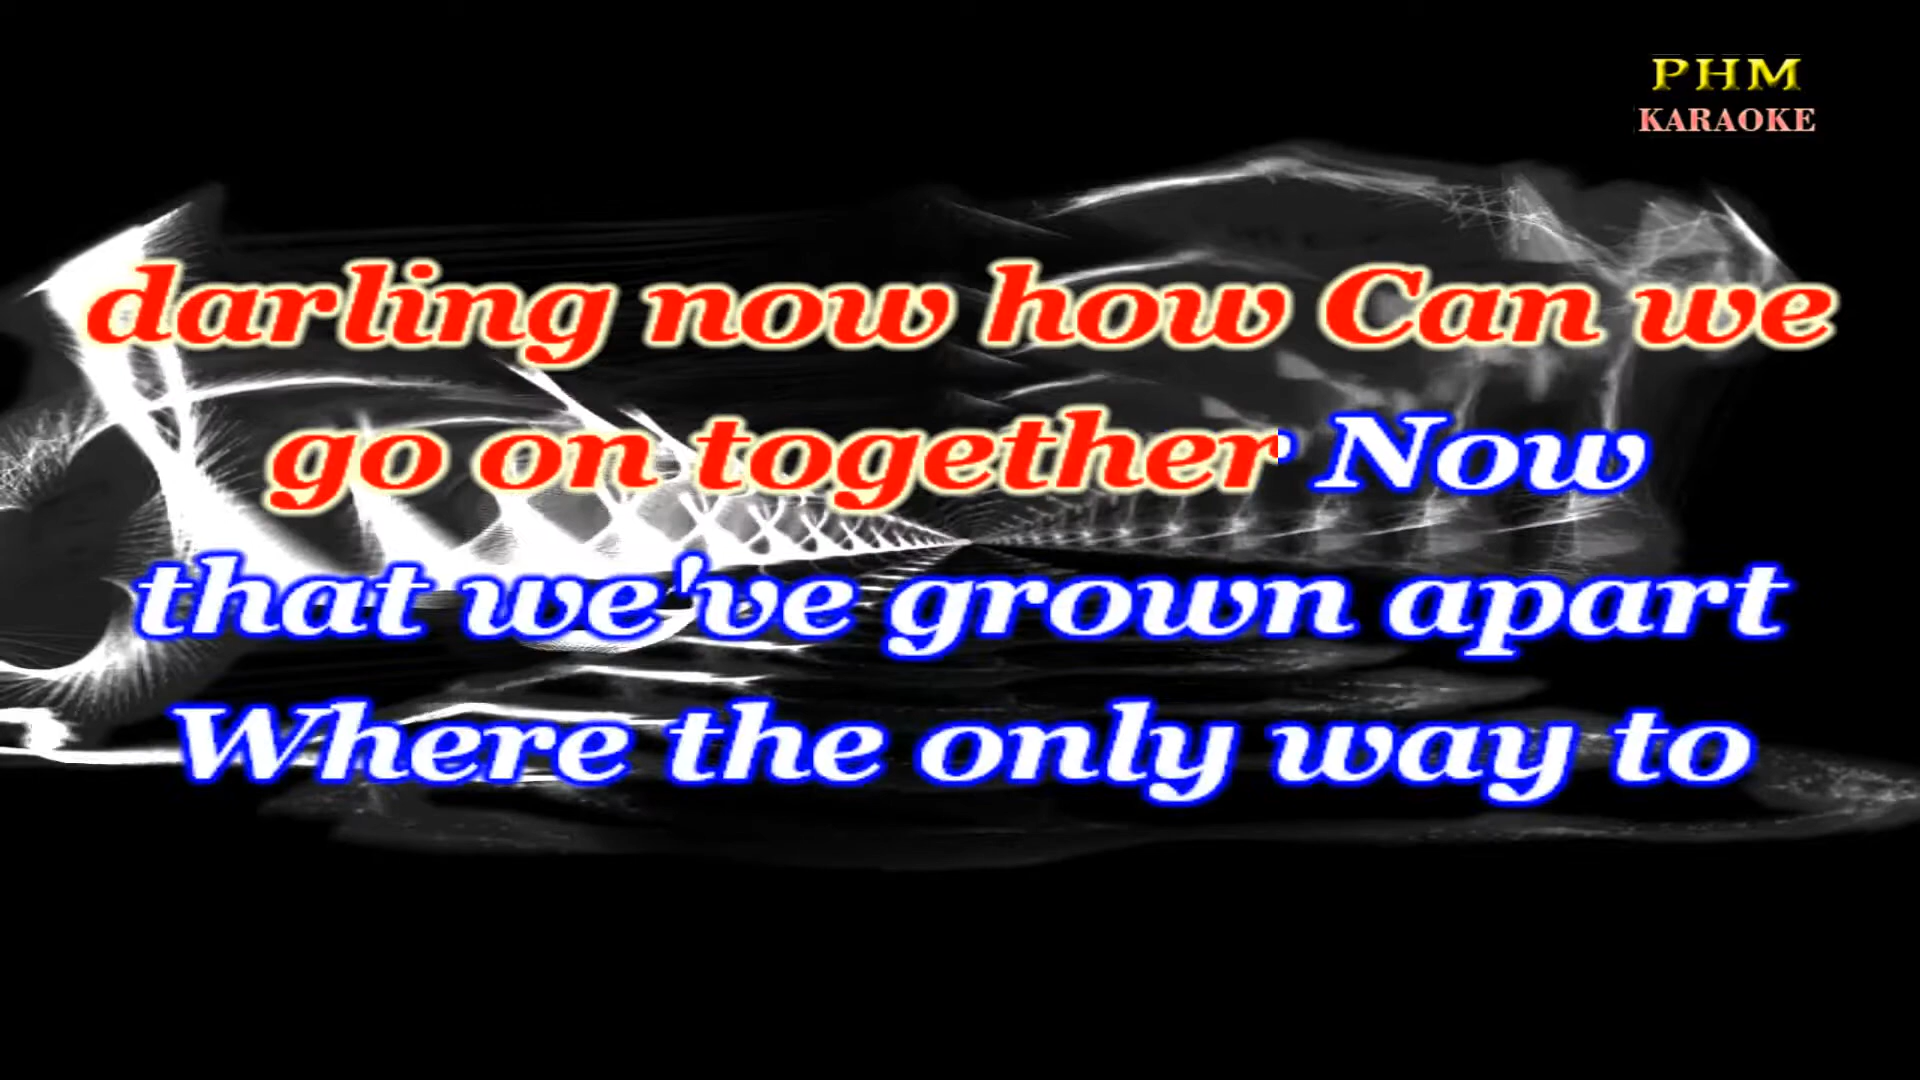 PHM
KARAOKE
darling now how Can we
go on together Now
that we've grown apart
Where the only way to